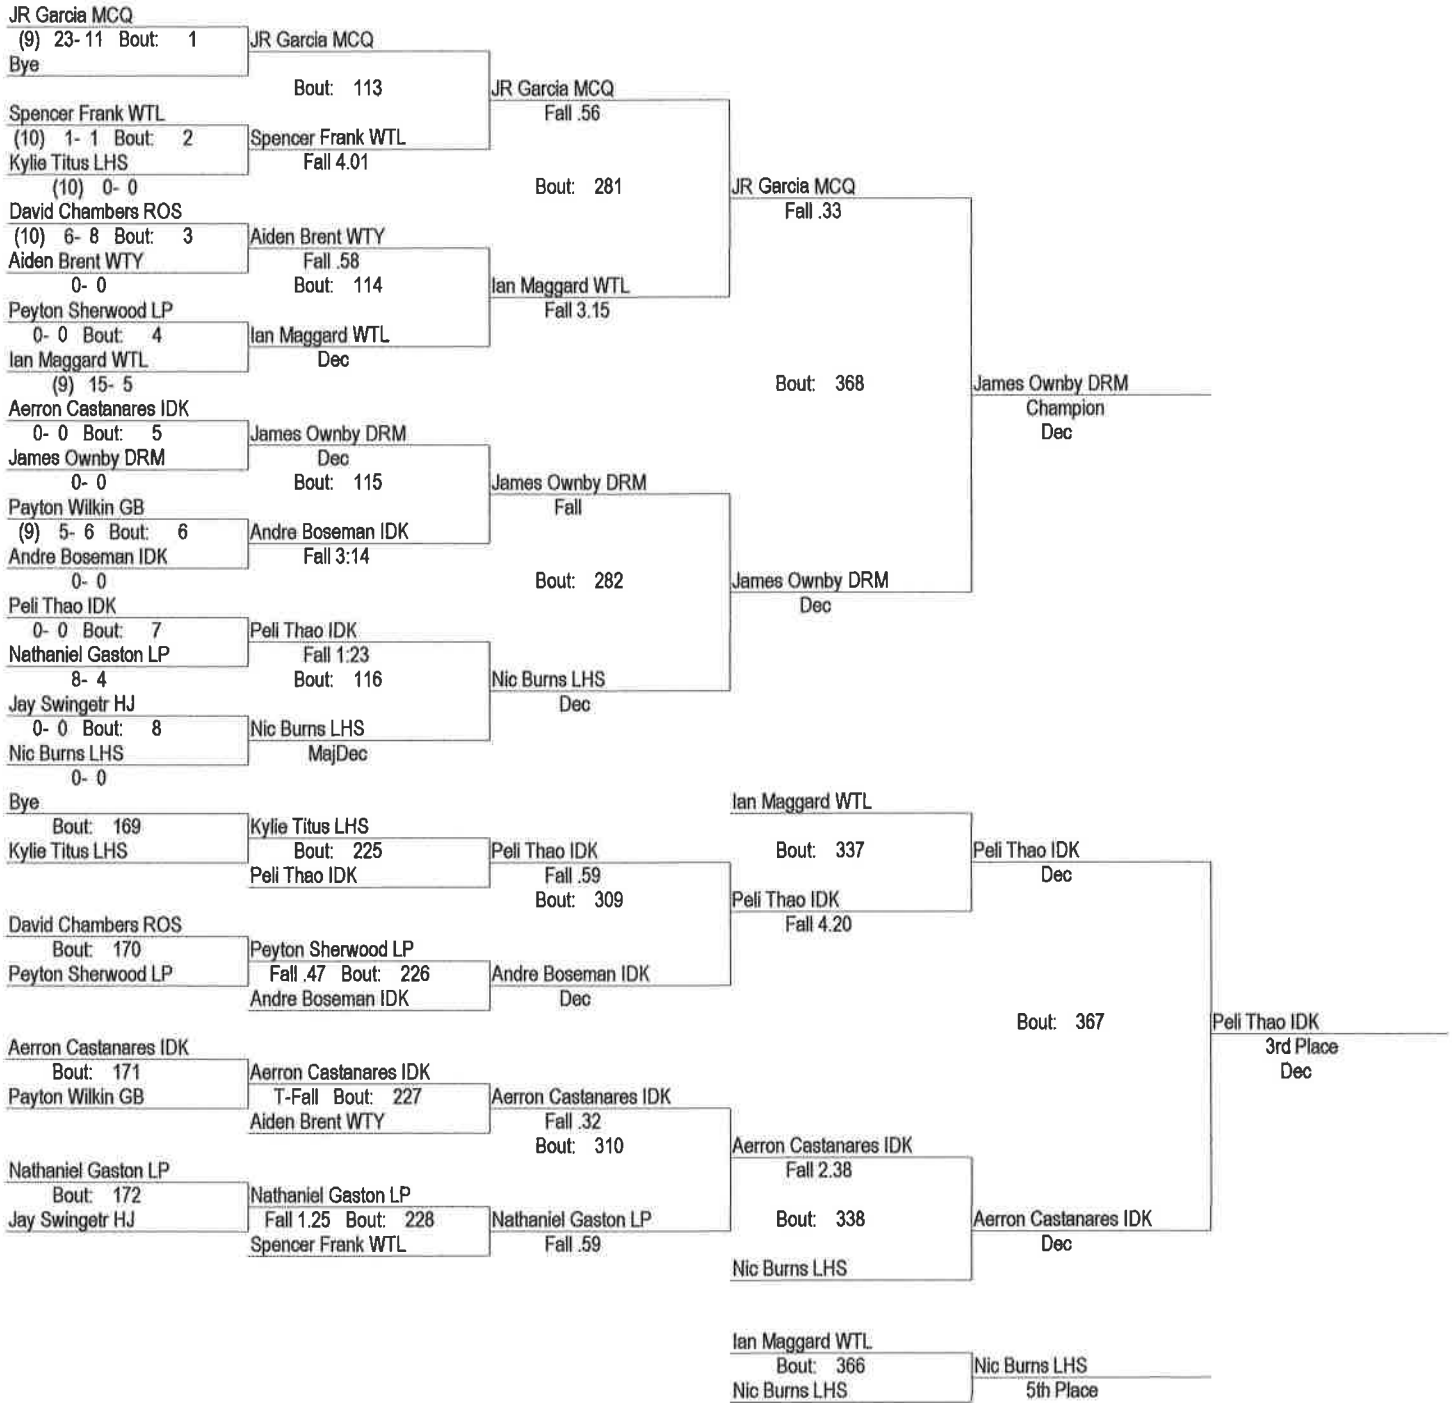 JR Garcia MCQ
(9) 23- 11 Bout: 1
Bye
JR Garcia MCQ
Bout: 113
Spencer Frank WTL
(10) 1- 1 Bout: 2
Kylie Titus LHS
(10) 0- 0
Spencer Frank WTL
Fall 4.01
JR Garcia MCQ
Fall .56
Bout: 281
David Chambers ROS
(10) 6- 8 Bout: 3
Aiden Brent WTY
0- 0
Aiden Brent WTY
Fall .58
Bout: 114
Peyton Sherwood LP
0- 0 Bout: 4
Ian Maggard WTL
(9) 15- 5
Ian Maggard WTL
Dec
Ian Maggard WTL
Fall 3.15
JR Garcia MCQ
Fall .33
Bout: 368
Aerron Castanares IDK
0- 0 Bout: 5
James Ownby DRM
0- 0
James Ownby DRM
Dec
Bout: 115
Payton Wilkin GB
(9) 5- 6 Bout: 6
Andre Boseman IDK
0- 0
Andre Boseman IDK
Fall 3:14
James Ownby DRM
Fall
Bout: 282
Peli Thao IDK
0- 0 Bout: 7
Nathaniel Gaston LP
8- 4
Peli Thao IDK
Fall 1:23
Bout: 116
Jay Swingetr HJ
0- 0 Bout: 8
Nic Burns LHS
0- 0
Nic Burns LHS
MajDec
Nic Burns LHS
Dec
James Ownby DRM
Dec
James Ownby DRM
Champion
Dec
Bye
Bout: 169
Kylie Titus LHS
Kylie Titus LHS
Bout: 225
Peli Thao IDK
Peli Thao IDK
Fall .59
Bout: 309
David Chambers ROS
Bout: 170
Peyton Sherwood LP
Peyton Sherwood LP
Fall .47 Bout: 226
Andre Boseman IDK
Andre Boseman IDK
Dec
Ian Maggard WTL
Bout: 337
Peli Thao IDK
Fall 4.20
Peli Thao IDK
Dec
Bout: 367
Aerron Castanares IDK
Bout: 171
Payton Wilkin GB
Aerron Castanares IDK
T-Fall Bout: 227
Aiden Brent WTY
Aerron Castanares IDK
Fall .32
Bout: 310
Nathaniel Gaston LP
Bout: 172
Jay Swingetr HJ
Nathaniel Gaston LP
Fall 1.25 Bout: 228
Spencer Frank WTL
Nathaniel Gaston LP
Fall .59
Aerron Castanares IDK
Fall 2.38
Bout: 338
Nic Burns LHS
Aerron Castanares IDK
Dec
Peli Thao IDK
3rd Place
Dec
Ian Maggard WTL
Bout: 366
Nic Burns LHS
Nic Burns LHS
5th Place